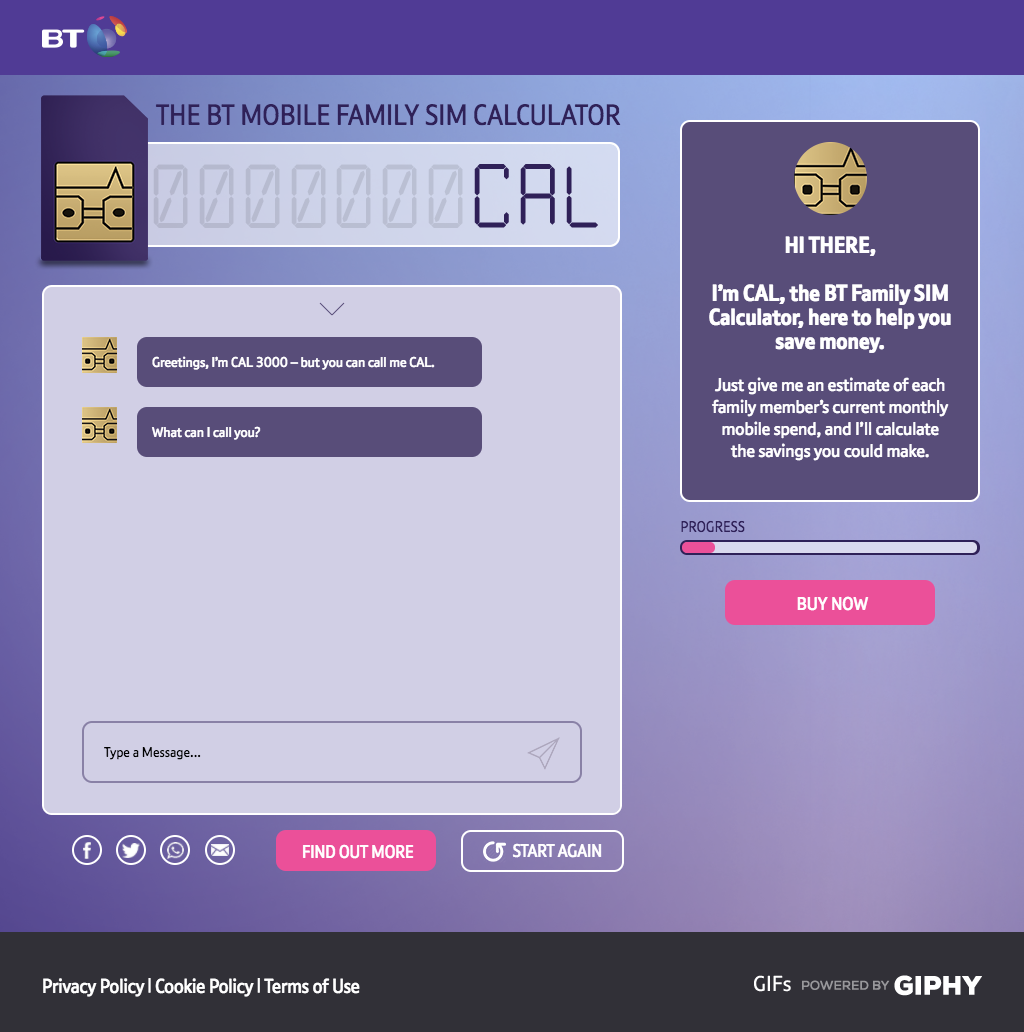 BT
THE BT MOBILE FAMILY SIM CALCULATOR
CAL
HI THERE,
I’m CAL, the BT Family SIM
Calculator, here to help you
save money.
Just give me an estimate of each
family member’s current monthly
mobile spend, and I’ll calculate
the savings you could make.
Greetings, I’m CAL 3000 – but you can call me CAL.
What can I call you?
PROGRESS
BUY NOW
Type a Message...
FIND OUT MORE
START AGAIN
Privacy Policy | Cookie Policy | Terms of Use
GIFs POWERED BY GIPHY